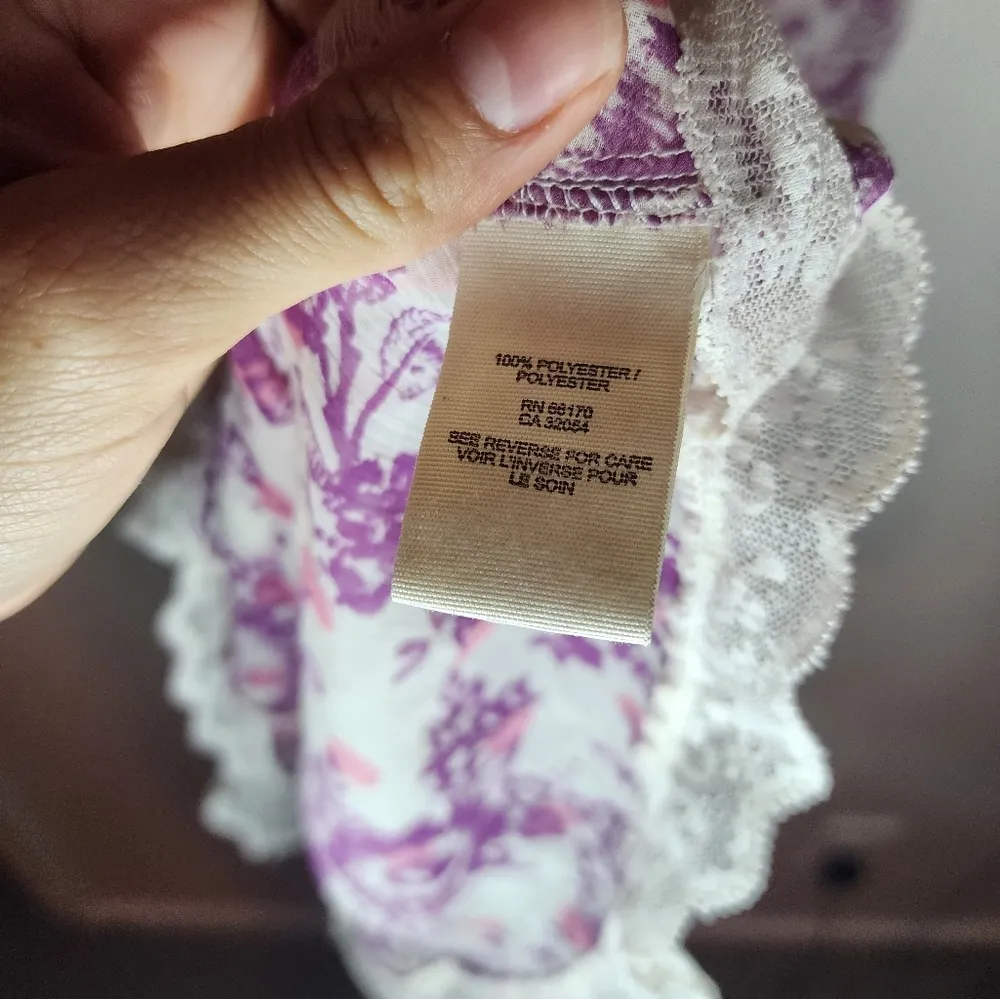 100% POLYESTER /
POLYESTER
RN 66170
CA 32054
SEE REVERSE FOR CARE
VOIR L'INVERSE POUR
LE SOIN